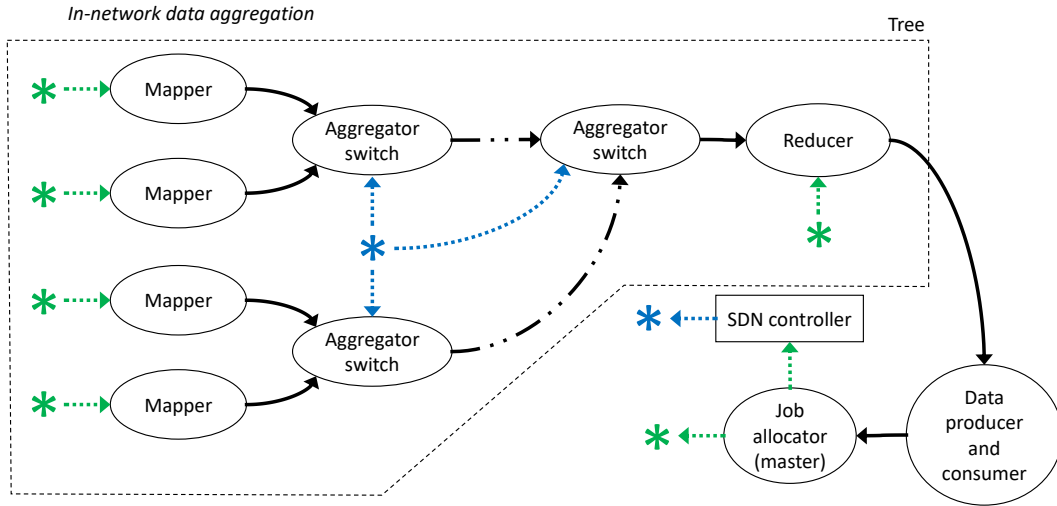 In-network data aggregation
Tree
Mapper
Aggregator
switch
Aggregator
switch
Reducer
Mapper
Mapper
SDN controller
Aggregator
switch
Mapper
Job
allocator
(master)
Data
producer
and
consumer